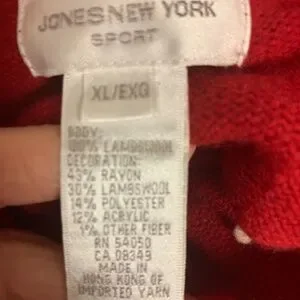 JONES NEW YORK
SPORT
XL/EXG
BODY:
100% LAMBSWOOL
DECORATION:
43% RAYON
30% LAMBSWOOL
14% POLYESTER
12% ACRYLIC
1% OTHER FIBER
RN 54050
CA 08349
MADE IN
HONG KONG OF
IMPORTED YARN